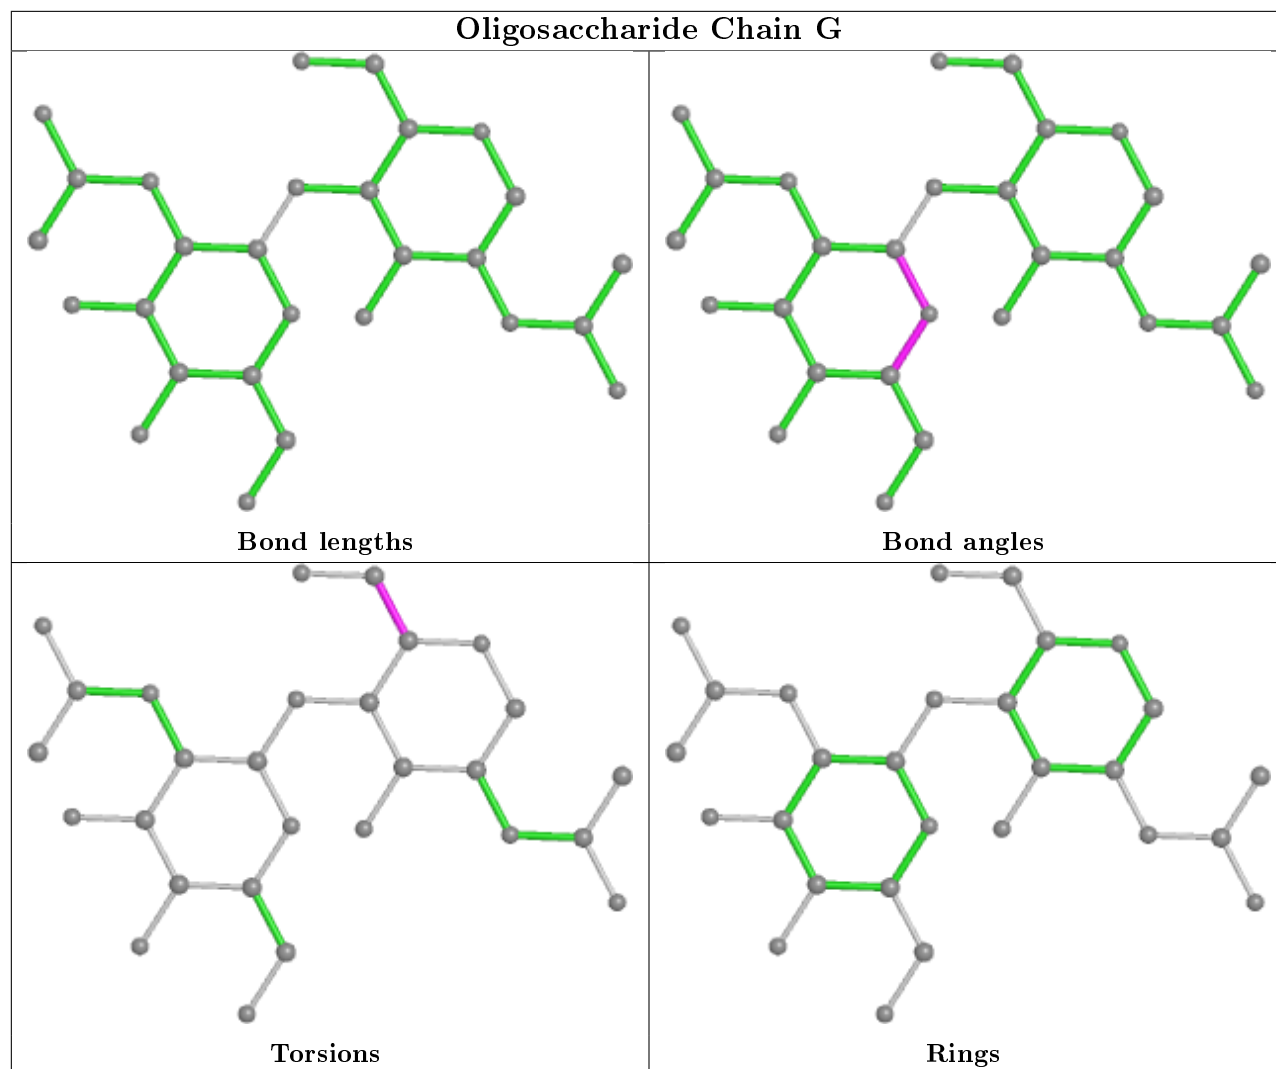 Oligosaccharide Chain G
Bond lengths
Bond angles
Torsions
Rings